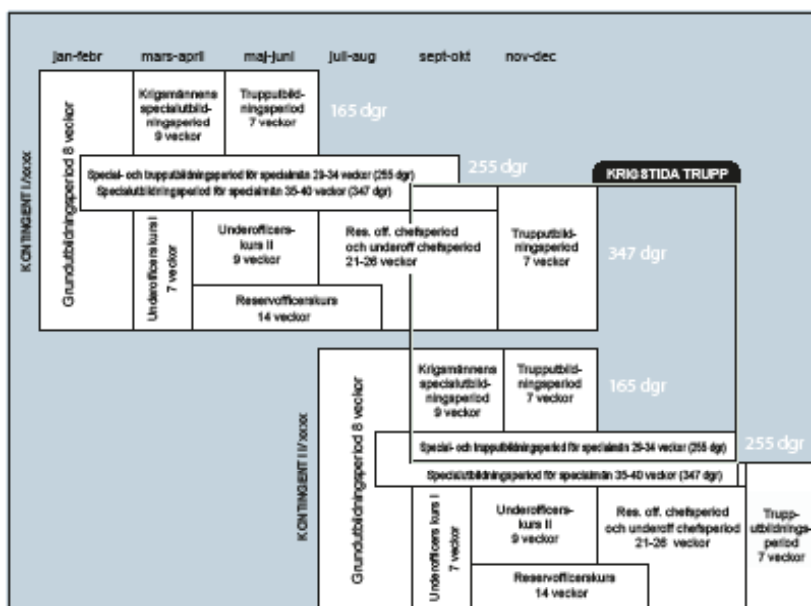 jan-febr
mars-april
maj-juni
juli-aug
sept-okt
nov-dec
KONTINGENT I/xxxx
Grundutbildningsperiod 8 veckor
Krigsmännens
specialutbild-
ningsperiod
9 veckor
Trupputbild-
ningsperiod
7 veckor
165 dgr
Special- och trupputbildningsperiod för specialmän 29-34 veckor (255 dgr)
Specialutbildningsperiod för specialmän 35-40 veckor (347 dgr)
255 dgr
KRIGSTIDA TRUPP
Underofficers kurs I
7 veckor
Underofficers-
kurs II
9 veckor
Res. off. chefsperiod
och underoff chefsperiod
21-26 veckor
Trupputbild-
ningsperiod
7 veckor
347 dgr
Reservofficerskurs
14 veckor
KONTINGENT II/xxxx
Grundutbildningsperiod 8 veckor
Krigsmännens
specialutbild-
ningsperiod
9 veckor
Trupputbild-
ningsperiod
7 veckor
165 dgr
Special- och trupputbildningsperiod för specialmän 29-34 veckor (255 dgr)
Specialutbildningsperiod för specialmän 35-40 veckor (347 dgr)
255 dgr
Underofficers kurs I
7 veckor
Underofficers-
kurs II
9 veckor
Res. off. chefsperiod
och underoff chefsperiod
21-26 veckor
Trupp-
utbildnings-
period
7 veckor
Reservofficerskurs
14 veckor